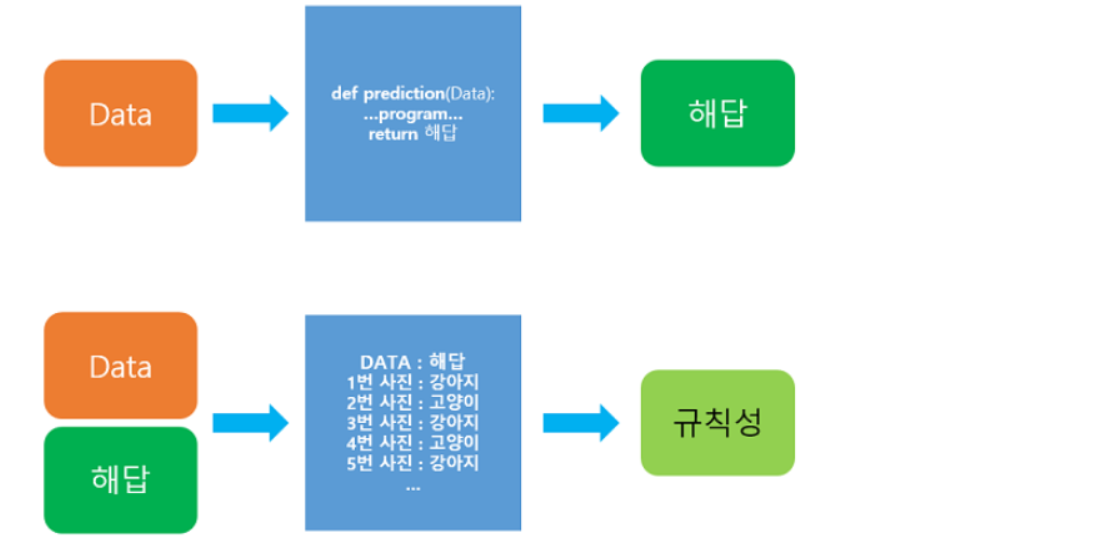 Data
def prediction(Data):
...program...
return 해답
해답
Data
해답
DATA : 해답
1번 사진 : 강아지
2번 사진 : 고양이
3번 사진 : 강아지
4번 사진 : 고양이
5번 사진 : 강아지
...
규칙성